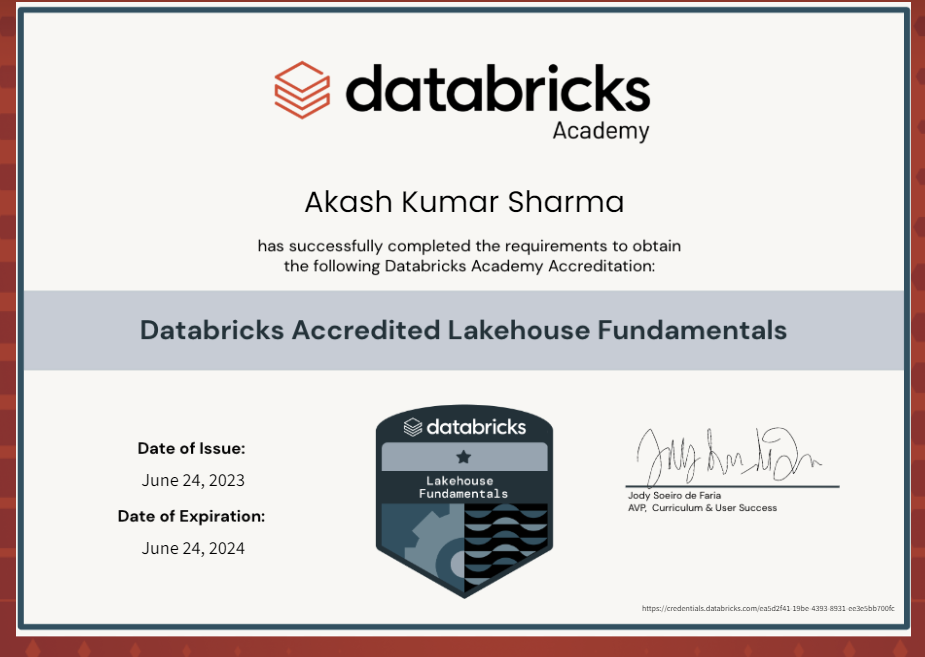 databricks
Academy
Akash Kumar Sharma
has successfully completed the requirements to obtain
the following Databricks Academy Accreditation:
Databricks Accredited Lakehouse Fundamentals
Date of Issue:
June 24, 2023
Date of Expiration:
June 24, 2024
databricks
Lakehouse
Fundamentals
Jody Soeiro de Faria
AVP, Curriculum & User Success
https://credentials.databricks.com/ea5d2f41-19be-4393-8931-ee3e5bb700fc